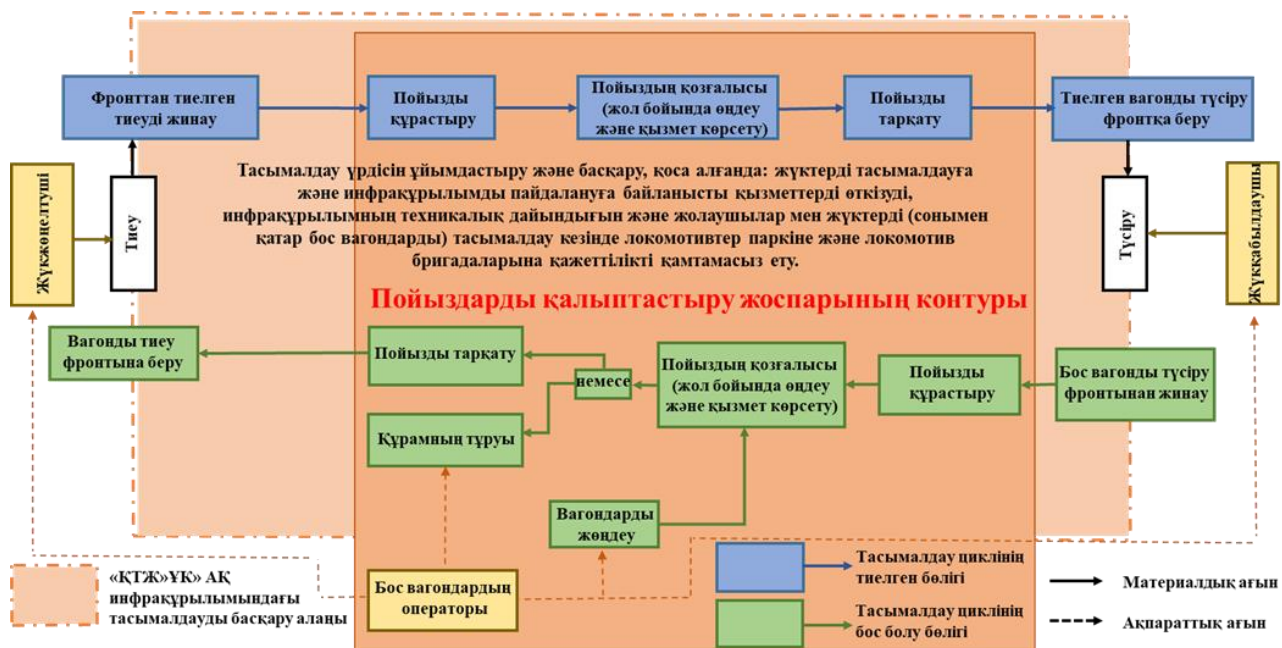 Фронттан тиелген
тиеуді жинау
Пойызды
құрастыру
Пойыздың қозғалысы
(жол бойында өңдеу
және қызмет көрсету)
Пойызды
тарқату
Тиелген вагонды түсіру
фронтқа беру
Жүкжөңелтуші
Тиеу
Тасымалдау үрдісін ұйымдастыру және басқару, қоса алғанда: жүктерді тасымалдауға
және инфрақұрылымды пайдалануға байланысты қызметтерді өткізуді,
инфрақұрылымның техникалық дайындығын және жолаушылар мен жүктерді (сонымен
қатар бос вагондарды) тасымалдау кезінде локомотивтер паркіне және локомотив
бригадаларына қажеттілікті қамтамасыз ету.
Түсіру
Жүкқабылдаушы
Пойыздарды қалыптастыру жоспарының контуры
Вагонды тиеу
фронтына беру
Пойызды тарқату
немесе
Құрамның тұруы
Пойыздың қозғалысы
(жол бойында өңдеу
және қызмет көрсету)
Пойызды
құрастыру
Бос вагонды түсіру
фронтынан жинау
Вагондарды
жөндеу
Бос вагондардың
операторы
«ҚТЖ»ҰК» АҚ
инфрақұрылымындағы
тасымалдауды басқару алаңы
Тасымалдау циклінің
тиелген бөлігі
Тасымалдау циклінің
бос болу бөлігі
Материалдық ағын
Ақпараттық ағын